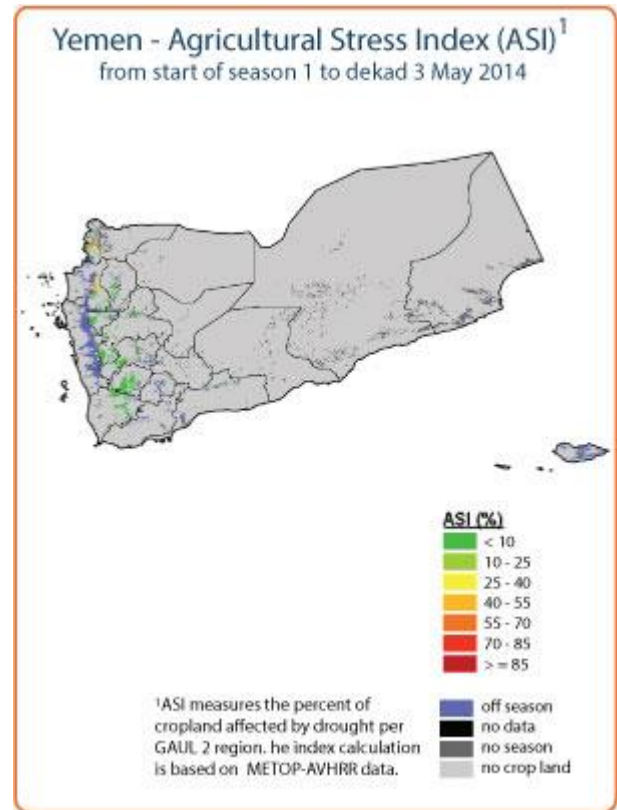 Yemen - Agricultural Stress Index (ASI)¹
from start of season 1 to dekad 3 May 2014
ASI (%)
< 10
10 - 25
25 - 40
40 - 55
55 - 70
70 - 85
> = 85
¹ASI measures the percent of
cropland affected by drought per
GAUL 2 region. he index calculation
is based on METOP-AVHRR data.
off season
no data
no season
no crop land